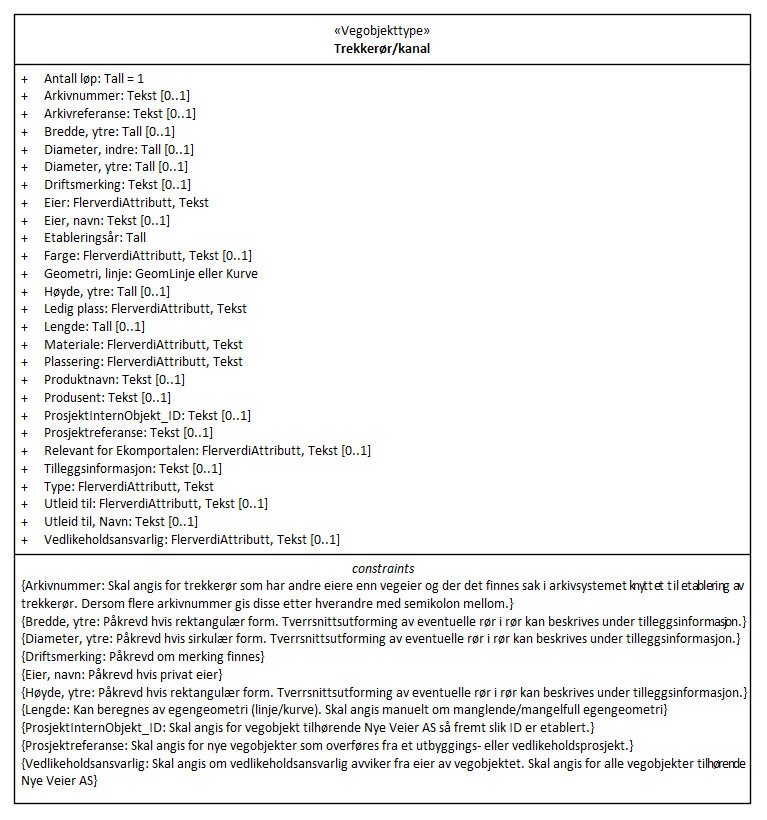 «Vegobjekttype»
Trekkerør/kanal
+ Antall løp: Tall = 1
+ Arkivnummer: Tekst [0..1]
+ Arkivreferanse: Tekst [0..1]
+ Bredde, ytre: Tall [0..1]
+ Diameter, indre: Tall [0..1]
+ Diameter, ytre: Tall [0..1]
+ Driftsmerking: Tekst [0..1]
+ Eier: FlerverdiAttributt, Tekst
+ Eier, navn: Tekst [0..1]
+ Etableringsår: Tall
+ Farge: FlerverdiAttributt, Tekst [0..1]
+ Geometri, linje: GeomLinje eller Kurve
+ Høyde, ytre: Tall [0..1]
+ Ledig plass: FlerverdiAttributt, Tekst
+ Lengde: Tall [0..1]
+ Materiale: FlerverdiAttributt, Tekst
+ Plassering: FlerverdiAttributt, Tekst
+ Produktnavn: Tekst [0..1]
+ Produsent: Tekst [0..1]
+ ProsjektInternObjekt_ID: Tekst [0..1]
+ Prosjektreferanse: Tekst [0..1]
+ Relevant for Ekomportalen: FlerverdiAttributt, Tekst [0..1]
+ Tilleggsinformasjon: Tekst [0..1]
+ Type: FlerverdiAttributt, Tekst
+ Utleid til: FlerverdiAttributt, Tekst [0..1]
+ Utleid til, Navn: Tekst [0..1]
+ Vedlikeholdsansvarlig: FlerverdiAttributt, Tekst [0..1]
constraints
{Arkivnummer: Skal angis for trekkerør som har andre eiere enn vegeier og der det finnes sak i arkivsystemet knyttet til etablering av
trekkerør. Dersom flere arkivnummer gis disse etter hverandre med semikolon mellom.}
{Bredde, ytre: Påkrevd hvis rektangulær form. Tverrsnittsutforming av eventuelle rør i rør kan beskrives under tilleggsinformasjon.}
{Diameter, ytre: Påkrevd hvis sirkulær form. Tverrsnittsutforming av eventuelle rør i rør kan beskrives under tilleggsinformasjon.}
{Driftsmerking: Påkrevd om merking finnes}
{Eier, navn: Påkrevd hvis privat eier}
{Høyde, ytre: Påkrevd hvis rektangulær form. Tverrsnittsutforming av eventuelle rør i rør kan beskrives under tilleggsinformasjon.}
{Lengde: Kan beregnes av egengeometri (linje/kurve). Skal angis manuelt om manglende/mangelfull egengeometri}
{ProsjektInternObjekt_ID: Skal angis for vegobjekt tilhørende Nye Veier AS så fremt slik ID er etablert.}
{Prosjektreferanse: Skal angis for nye vegobjekter som overføres fra et utbyggings- eller vedlikeholdsprosjekt.}
{Vedlikeholdsansvarlig: Skal angis om vedlikeholdsansvarlig avviker fra eier av vegobjektet. Skal angis for alle vegobjekter tilhørende
Nye Veier AS}